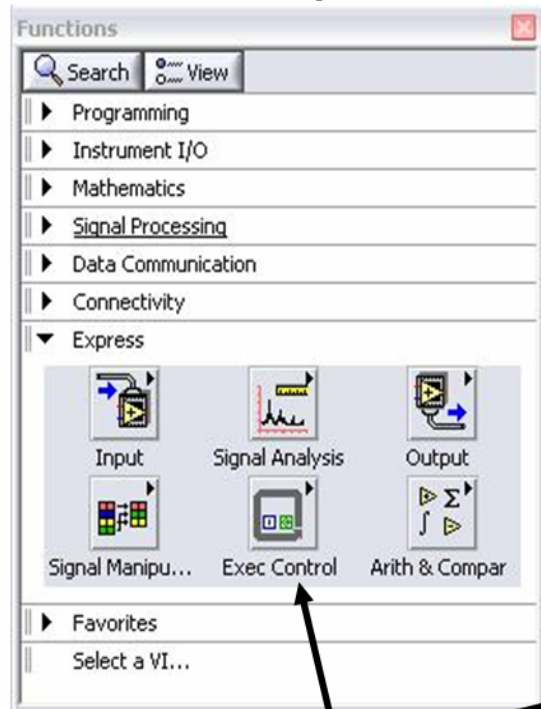 Functions
Search View
Programming
Instrument I/O
Mathematics
Signal Processing
Data Communication
Connectivity
Express
Input Signal Analysis Output
Signal Manipu... Exec Control Arith & Compar
Favorites
Select a VI...